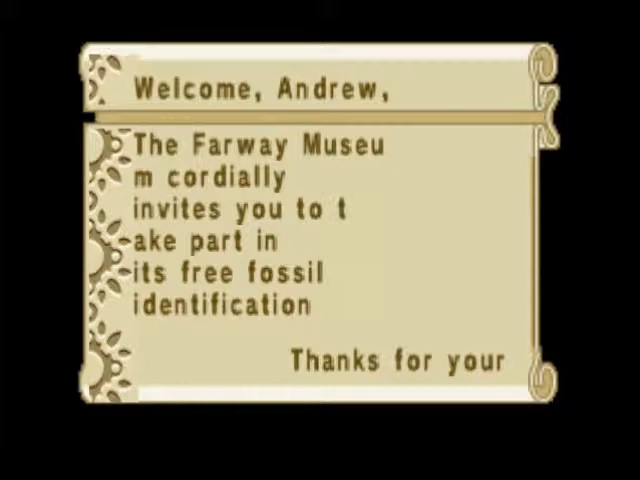 Welcome, Andrew,
The Farway Museu
m cordially
invites you to t
ake part in
its free fossil
identification
Thanks for your